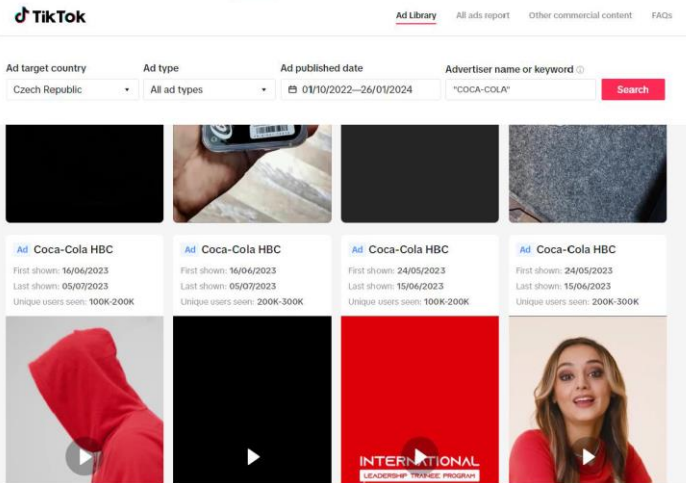 TikTok
Ad Library All ads report Other commercial content FAQs
Ad target country Ad type Ad published date Advertiser name or keyword
Czech Republic All ad types 01/10/2022—26/01/2024 "COCA-COLA" Search
Ad Coca-Cola HBC
First shown: 16/06/2023
Last shown: 05/07/2023
Unique users seen: 100K-200K
Ad Coca-Cola HBC
First shown: 16/06/2023
Last shown: 05/07/2023
Unique users seen: 200K-300K
Ad Coca-Cola HBC
First shown: 24/05/2023
Last shown: 15/06/2023
Unique users seen: 100K-200K
Ad Coca-Cola HBC
First shown: 24/05/2023
Last shown: 15/06/2023
Unique users seen: 200K-300K
INTERNATIONAL
LEADERSHIP TRAINEE PROGRAM